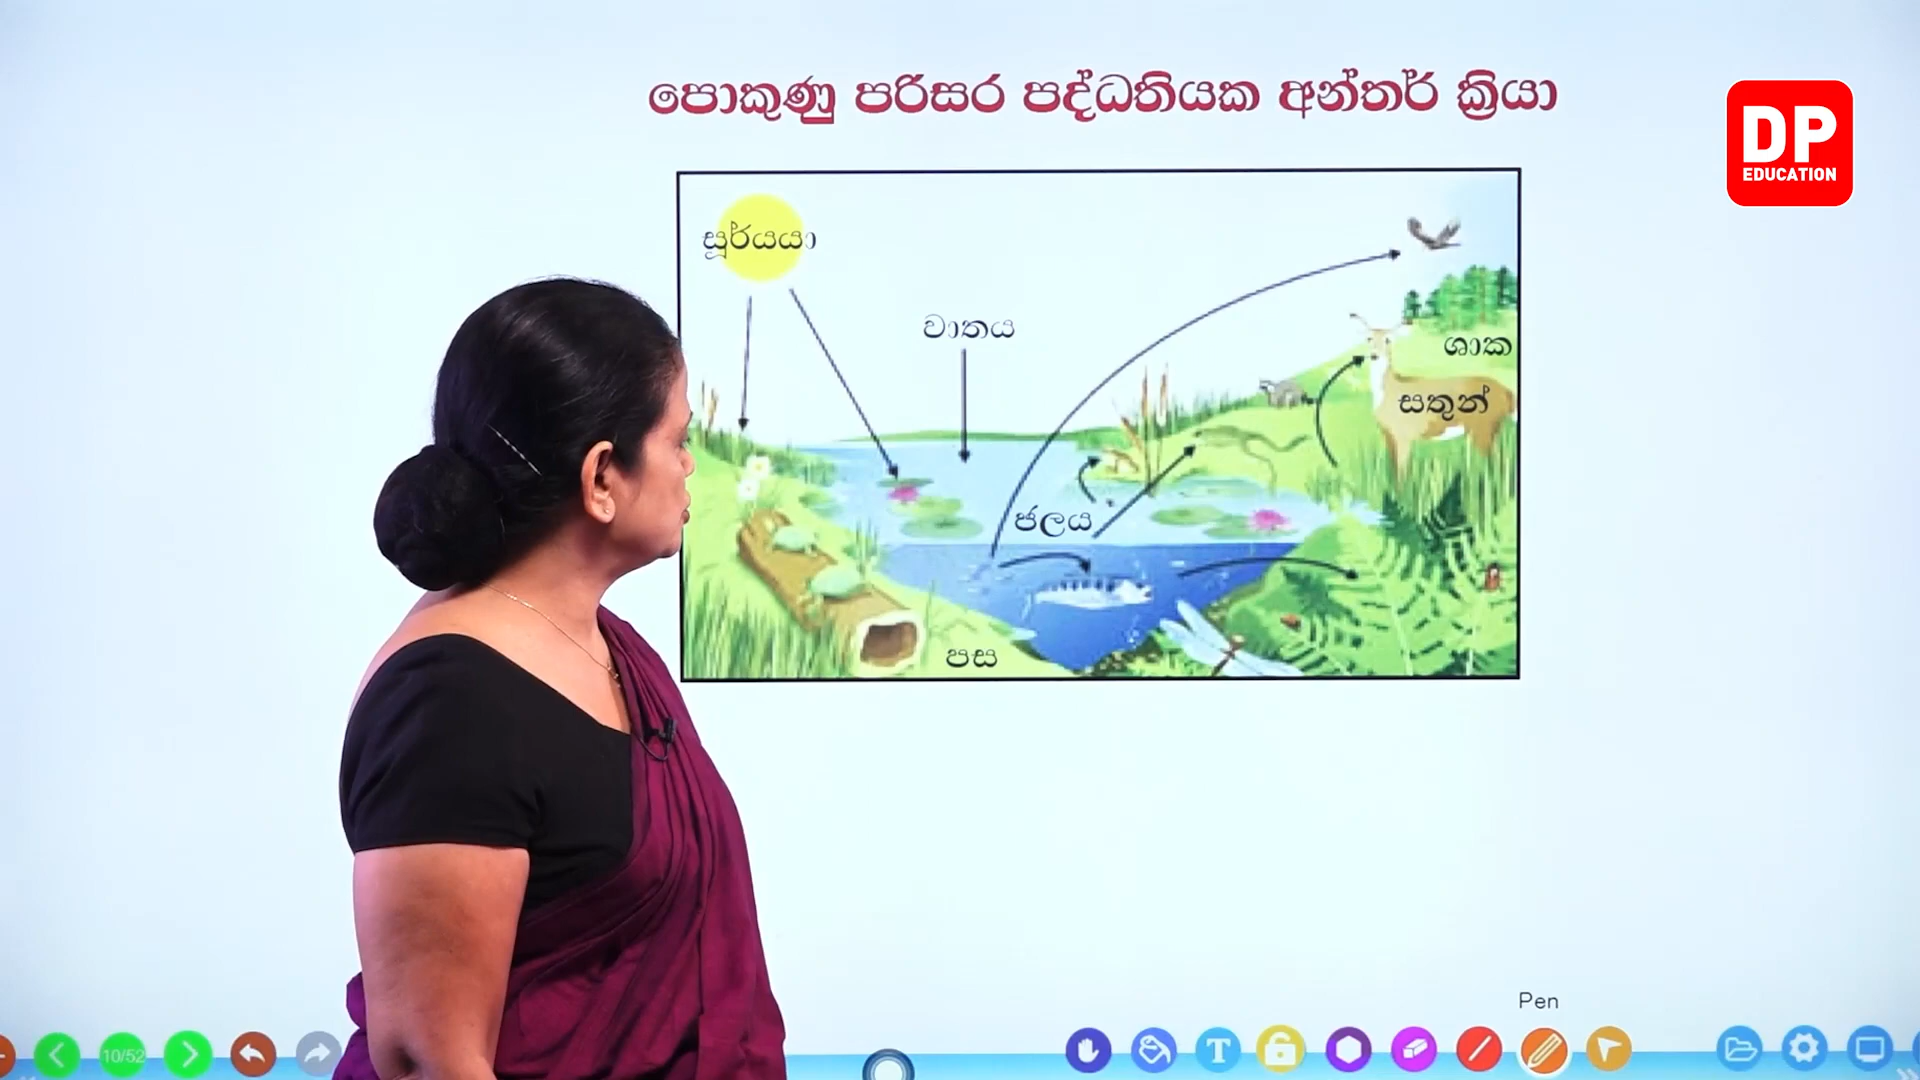 පොකුණු පරිසර පද්ධතියක අන්තර් ක්‍රියා
DP
EDUCATION
සූර්යයා
වාතය
ශාක
සතුන්
ජලය
පස
Pen
10/52
T